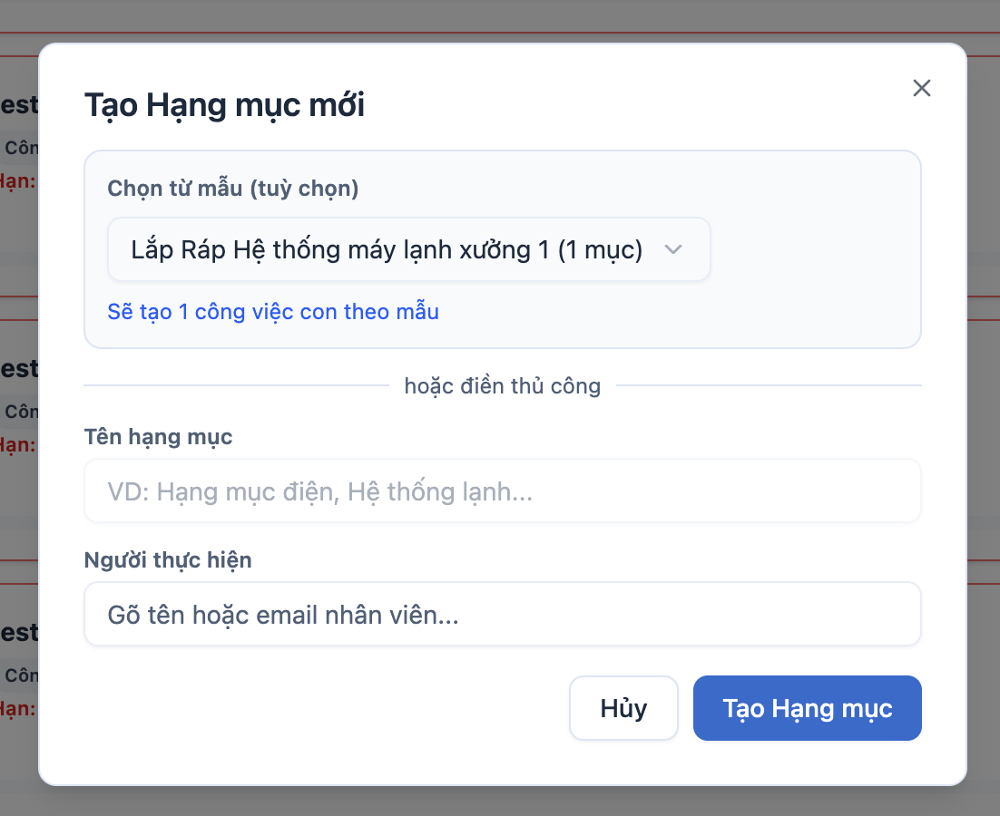 Tạo Hạng mục mới
Chọn từ mẫu (tuỳ chọn)
Lắp Ráp Hệ thống máy lạnh xưởng 1 (1 mục)
Sẽ tạo 1 công việc con theo mẫu
hoặc điền thủ công
Tên hạng mục
VD: Hạng mục điện, Hệ thống lạnh...
Người thực hiện
Gõ tên hoặc email nhân viên...
Hủy
Tạo Hạng mục
est
Côn
Hạn:
est
Côn
Hạn:
est
Côn
Hạn: